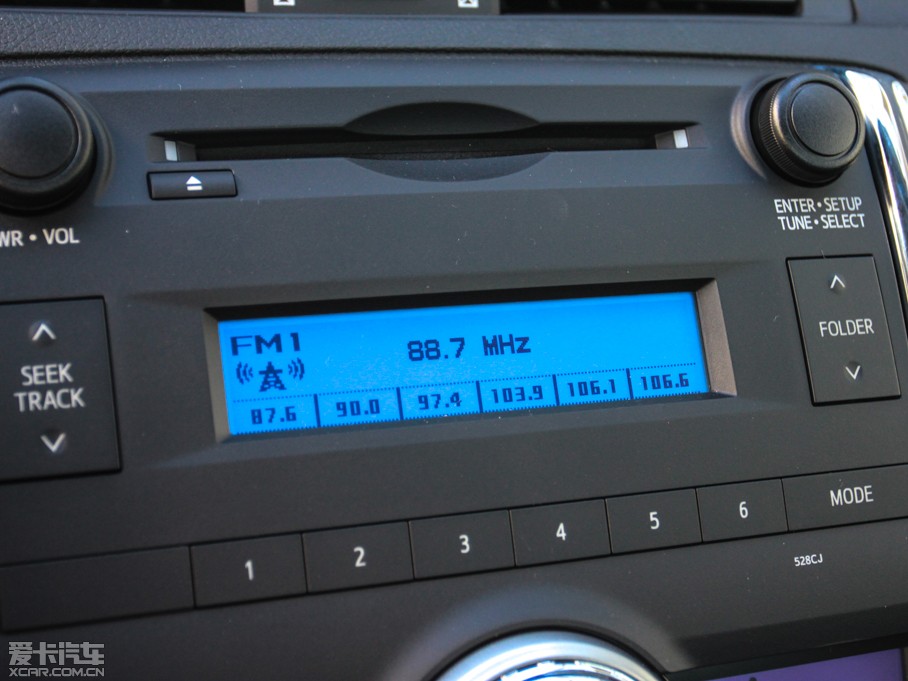 WR • VOL
ENTER • SETUP
TUNE • SELECT
SEEK
TRACK
FM1
88.7 MHz
87.6 90.0 97.4 103.9 106.1 106.6
FOLDER
1 2 3 4 5 6 MODE
528CJ
爱卡汽车
XCAR.COM.CN